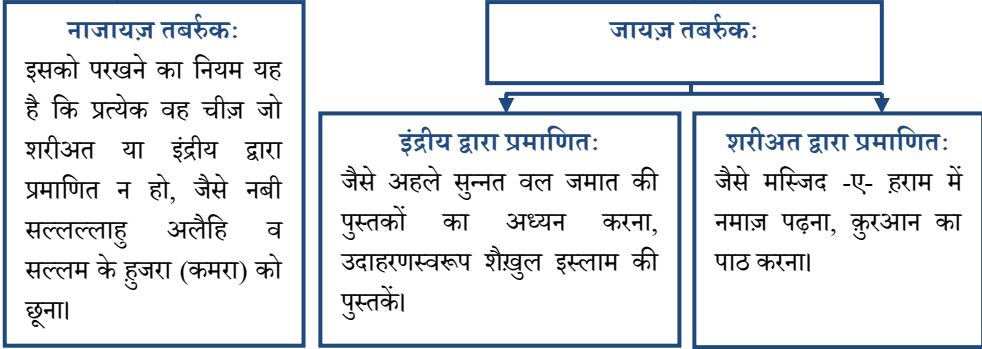 नाजायज़ तबर्रुक:
इसको परखने का नियम यह
है कि प्रत्येक वह चीज़ जो
शरीअत या इंद्रीय द्वारा
प्रमाणित न हो, जैसे नबी
सल्लल्लाहु अलैहि व
सल्लम के ह़ुजरा (कमरा) को
छूना।
जायज़ तबर्रुक:
इंद्रीय द्वारा प्रमाणित:
जैसे अहले सुन्नत वल जमात की
पुस्तकों का अध्यन करना,
उदाहरणस्वरूप शैख़ुल इस्लाम की
पुस्तकें।
शरीअत द्वारा प्रमाणित:
जैसे मस्जिद -ए- ह़राम में
नमाज़ पढ़ना, क़ुरआन का
पाठ करना।